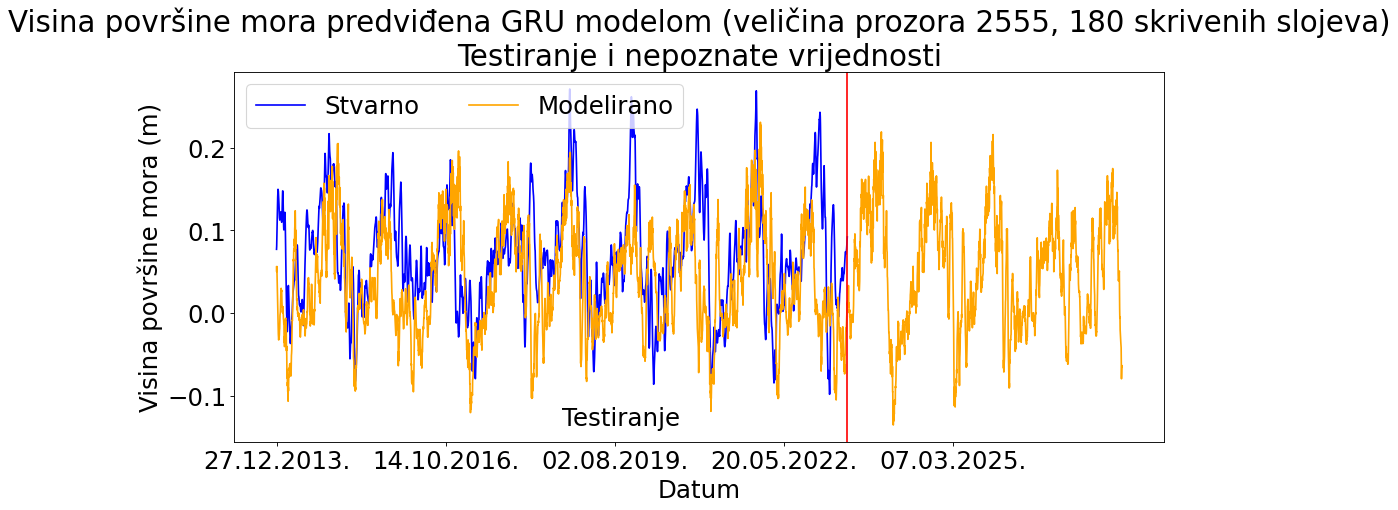 Visina površine mora predviđena GRU modelom (veličina prozora 2555, 180 skrivenih slojeva)
Testiranje i nepoznate vrijednosti
Stvarno Modelirano
Visina površine mora (m)
0.2
0.1
0.0
−0.1
Testiranje
27.12.2013. 14.10.2016. 02.08.2019. 20.05.2022. 07.03.2025.
Datum